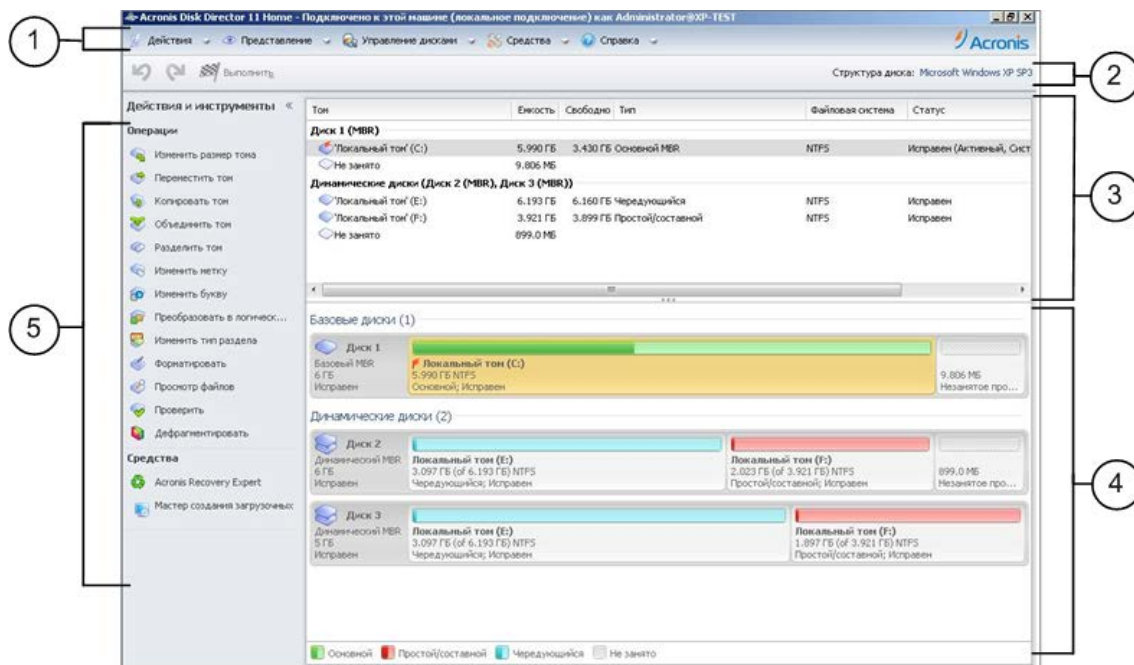 Acronis Disk Director 11 Home - Подключено к этой машине (локальное подключение) как Administrator@XP-TEST
1
Действия Представление Управление дисками Средства Справка
Acronis
Выполнить
Структура диска: Microsoft Windows XP SP3
2
Действия и инструменты «
Операции
Изменить размер тома
Переместить том
Копировать том
Объединить том
Разделить том
Изменить метку
Изменить букву
Преобразовать в логическ...
Изменить тип раздела
Форматировать
Просмотр файлов
Проверить
Дефрагментировать
Средства
Acronis Recovery Expert
Мастер создания загрузочных
5
Том Емкость Свободно Тип Файловая система Статус
Диск 1 (MBR)
'Локальный том' (C:) 5.990 ГБ 3.430 ГБ Основной MBR NTFS Исправен (Активный, Сист
Не занято 9.806 МБ
Динамические диски (Диск 2 (MBR), Диск 3 (MBR))
'Локальный том' (E:) 6.193 ГБ 6.160 ГБ Чередующийся NTFS Исправен
'Локальный том' (F:) 3.921 ГБ 3.899 ГБ Простой/составной NTFS Исправен
Не занято 899.0 МБ
3
Базовые диски (1)
Диск 1
Базовый MBR
6 ГБ
Исправен
Локальный том (C:)
5.990 ГБ NTFS
Основной; Исправен
9.806 МБ
Незанятое про...
Динамические диски (2)
Диск 2
Динамический MBR
6 ГБ
Исправен
Локальный том (E:)
3.097 ГБ (of 6.193 ГБ) NTFS
Чередующийся; Исправен
Локальный том (F:)
2.023 ГБ (of 3.921 ГБ) NTFS
Простой/составной; Исправен
899.0 МБ
Незанятое про...
Диск 3
Динамический MBR
5 ГБ
Исправен
Локальный том (E:)
3.097 ГБ (of 6.193 ГБ) NTFS
Чередующийся; Исправен
Локальный том (F:)
1.897 ГБ (of 3.921 ГБ) NTFS
Простой/составной; Исправен
4
Основной Простой/составной Чередующийся Не занято